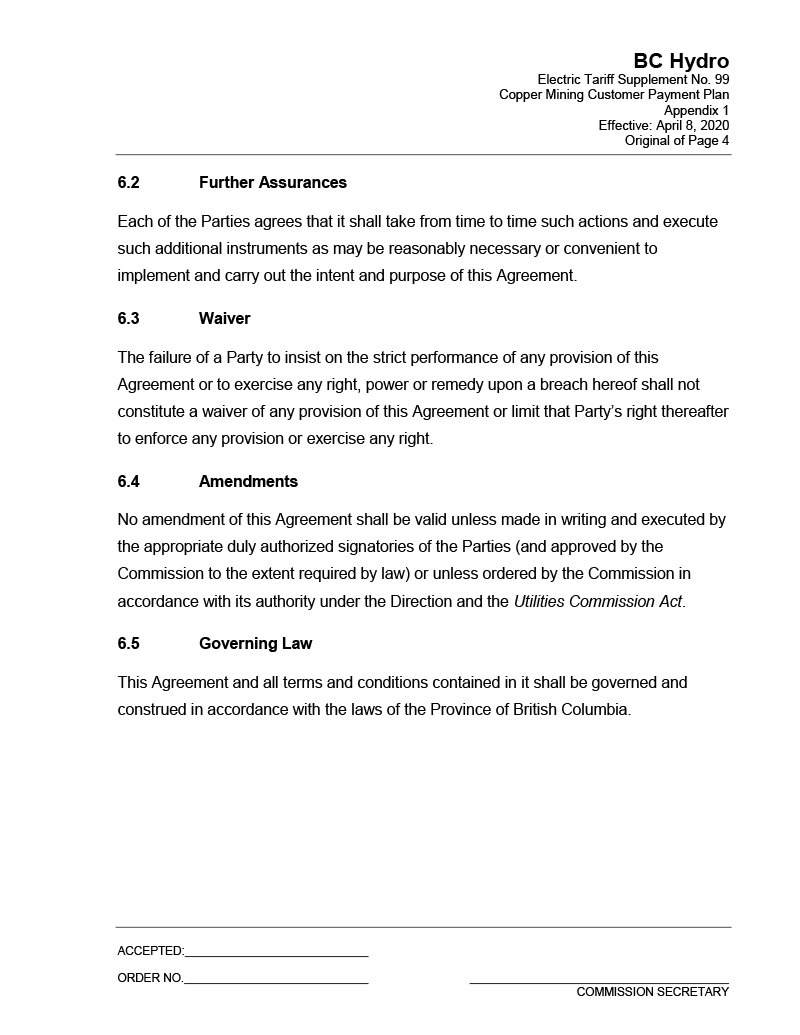 BC Hydro
Electric Tariff Supplement No. 99
Copper Mining Customer Payment Plan
Appendix 1
Effective: April 8, 2020
Original of Page 4
6.2 Further Assurances
Each of the Parties agrees that it shall take from time to time such actions and execute
such additional instruments as may be reasonably necessary or convenient to
implement and carry out the intent and purpose of this Agreement.
6.3 Waiver
The failure of a Party to insist on the strict performance of any provision of this
Agreement or to exercise any right, power or remedy upon a breach hereof shall not
constitute a waiver of any provision of this Agreement or limit that Party’s right thereafter
to enforce any provision or exercise any right.
6.4 Amendments
No amendment of this Agreement shall be valid unless made in writing and executed by
the appropriate duly authorized signatories of the Parties (and approved by the
Commission to the extent required by law) or unless ordered by the Commission in
accordance with its authority under the Direction and the Utilities Commission Act.
6.5 Governing Law
This Agreement and all terms and conditions contained in it shall be governed and
construed in accordance with the laws of the Province of British Columbia.
ACCEPTED:
ORDER NO.
COMMISSION SECRETARY